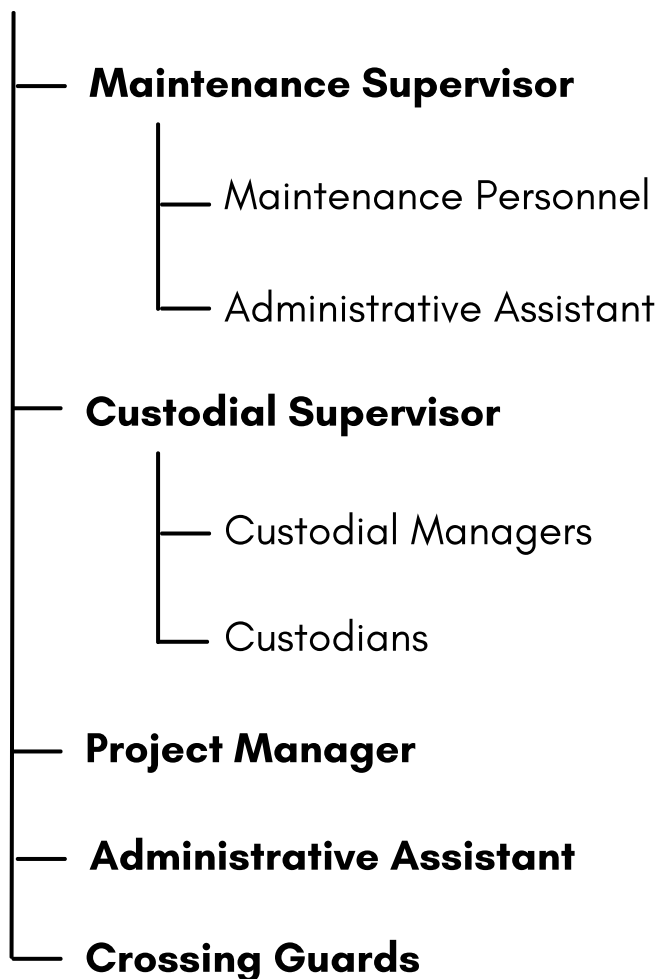 Maintenance Supervisor
Maintenance Personnel
Administrative Assistant
Custodial Supervisor
Custodial Managers
Custodians
Project Manager
Administrative Assistant
Crossing Guards